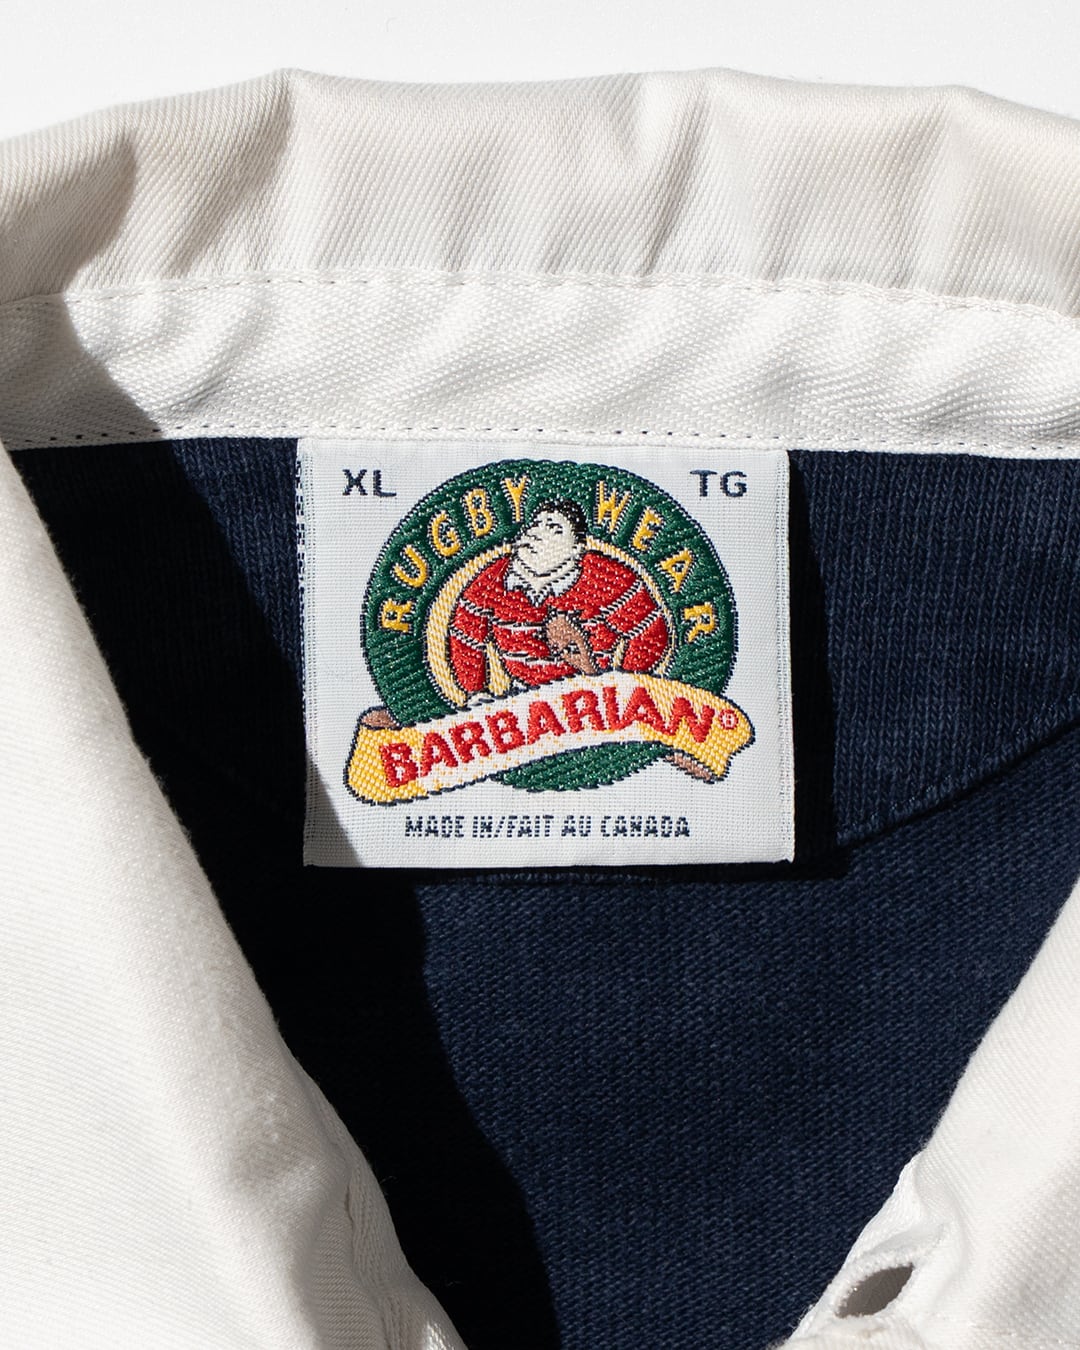 XL
TG
RUGBY WEAR
BARBARIAN®
MADE IN/FAIT AU CANADA